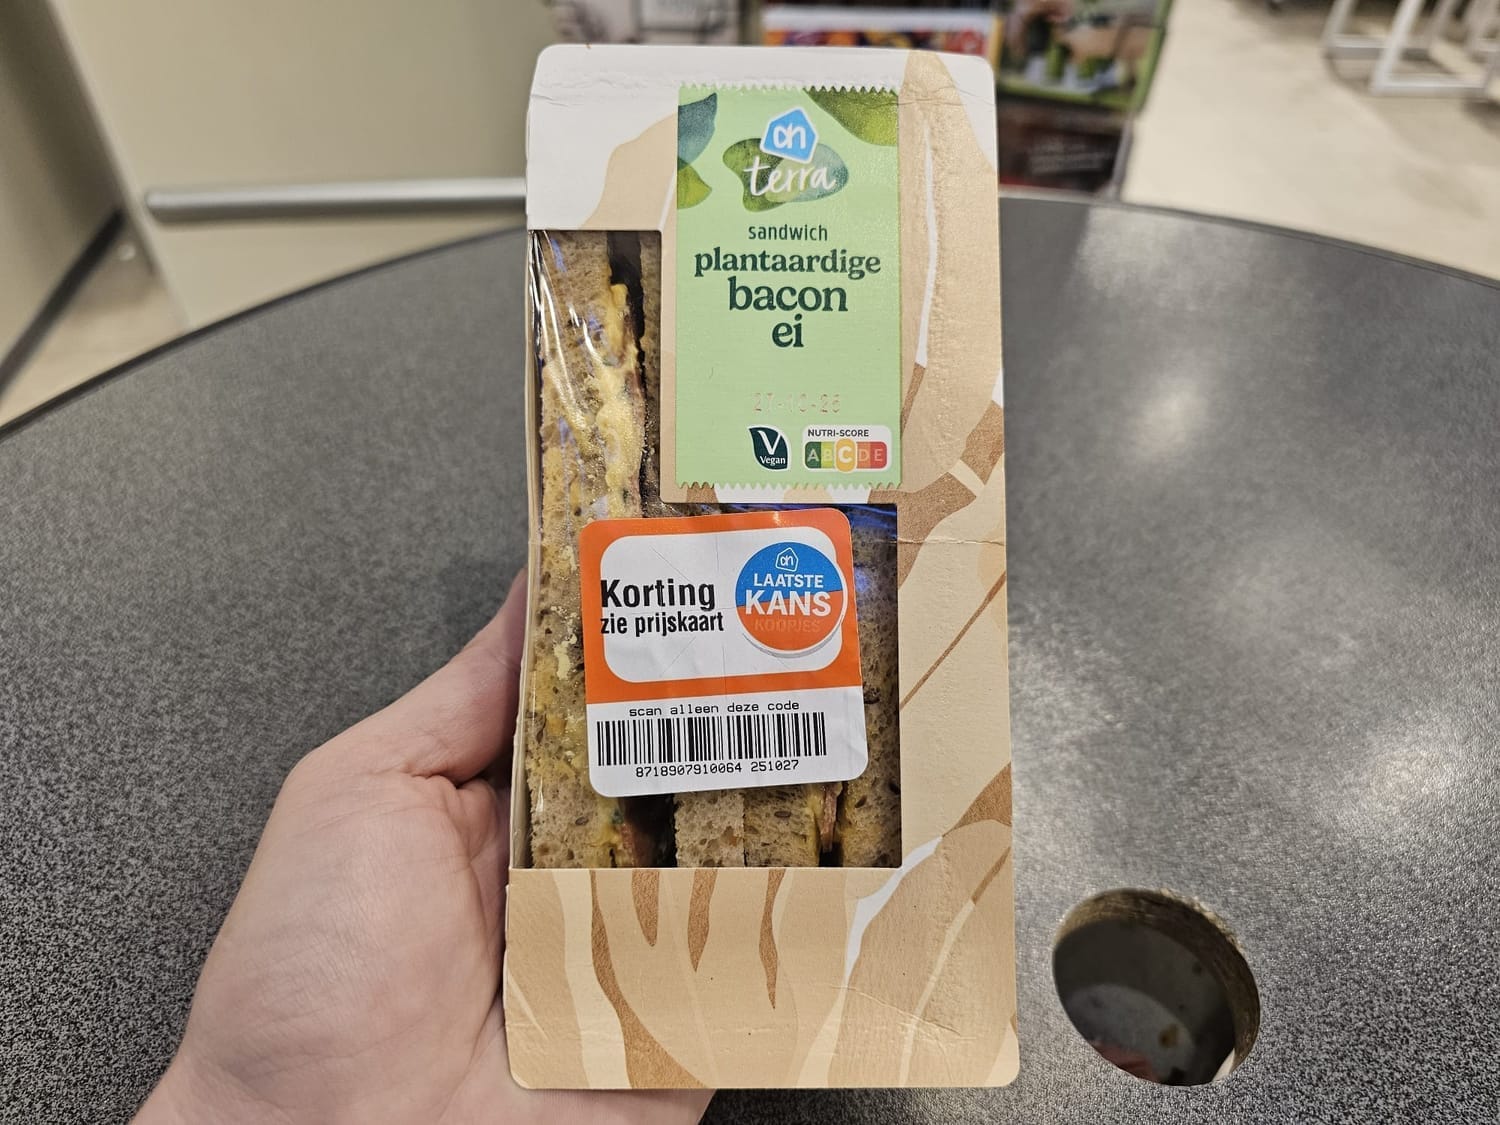 ah
terra
sandwich
plantaardige
bacon
ei
27-10-25
V
Vegan
NUTRI-SCORE
A B C D E
Korting
zie prijskaart
ah
LAATSTE
KANS
KOOPJES
scan alleen deze code
8718907910064 251027